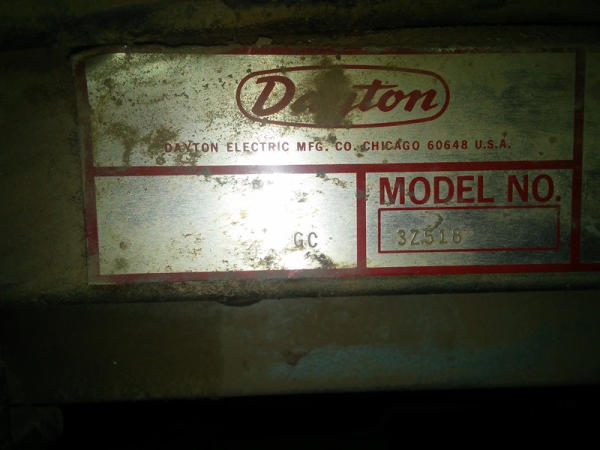 Dayton
DAYTON ELECTRIC MFG. CO. CHICAGO 60648 U.S.A.
MODEL NO.
GC
3Z518